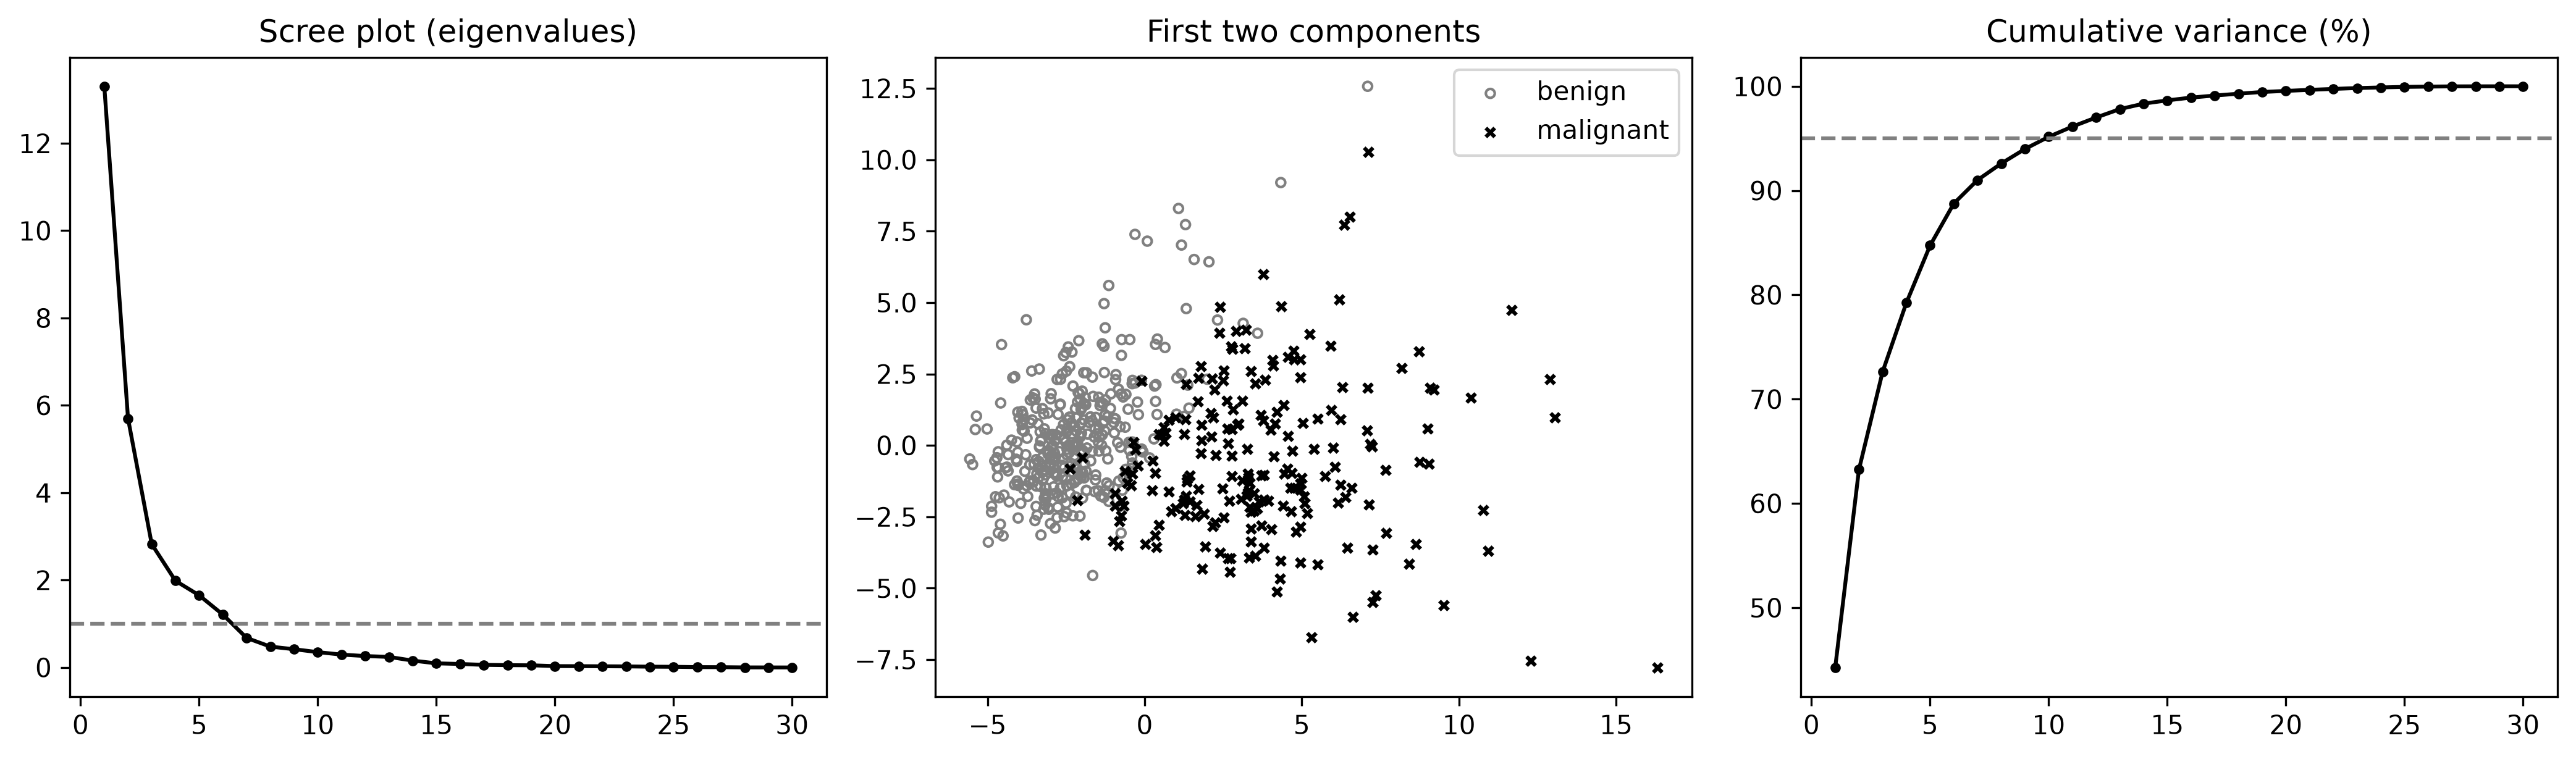 Scree plot (eigenvalues)
12
10
8
6
4
2
0
0 5 10 15 20 25 30
First two components
benign
malignant
12.5
10.0
7.5
5.0
2.5
0.0
−2.5
−5.0
−7.5
−5 0 5 10 15
Cumulative variance (%)
100
90
80
70
60
50
0 5 10 15 20 25 30